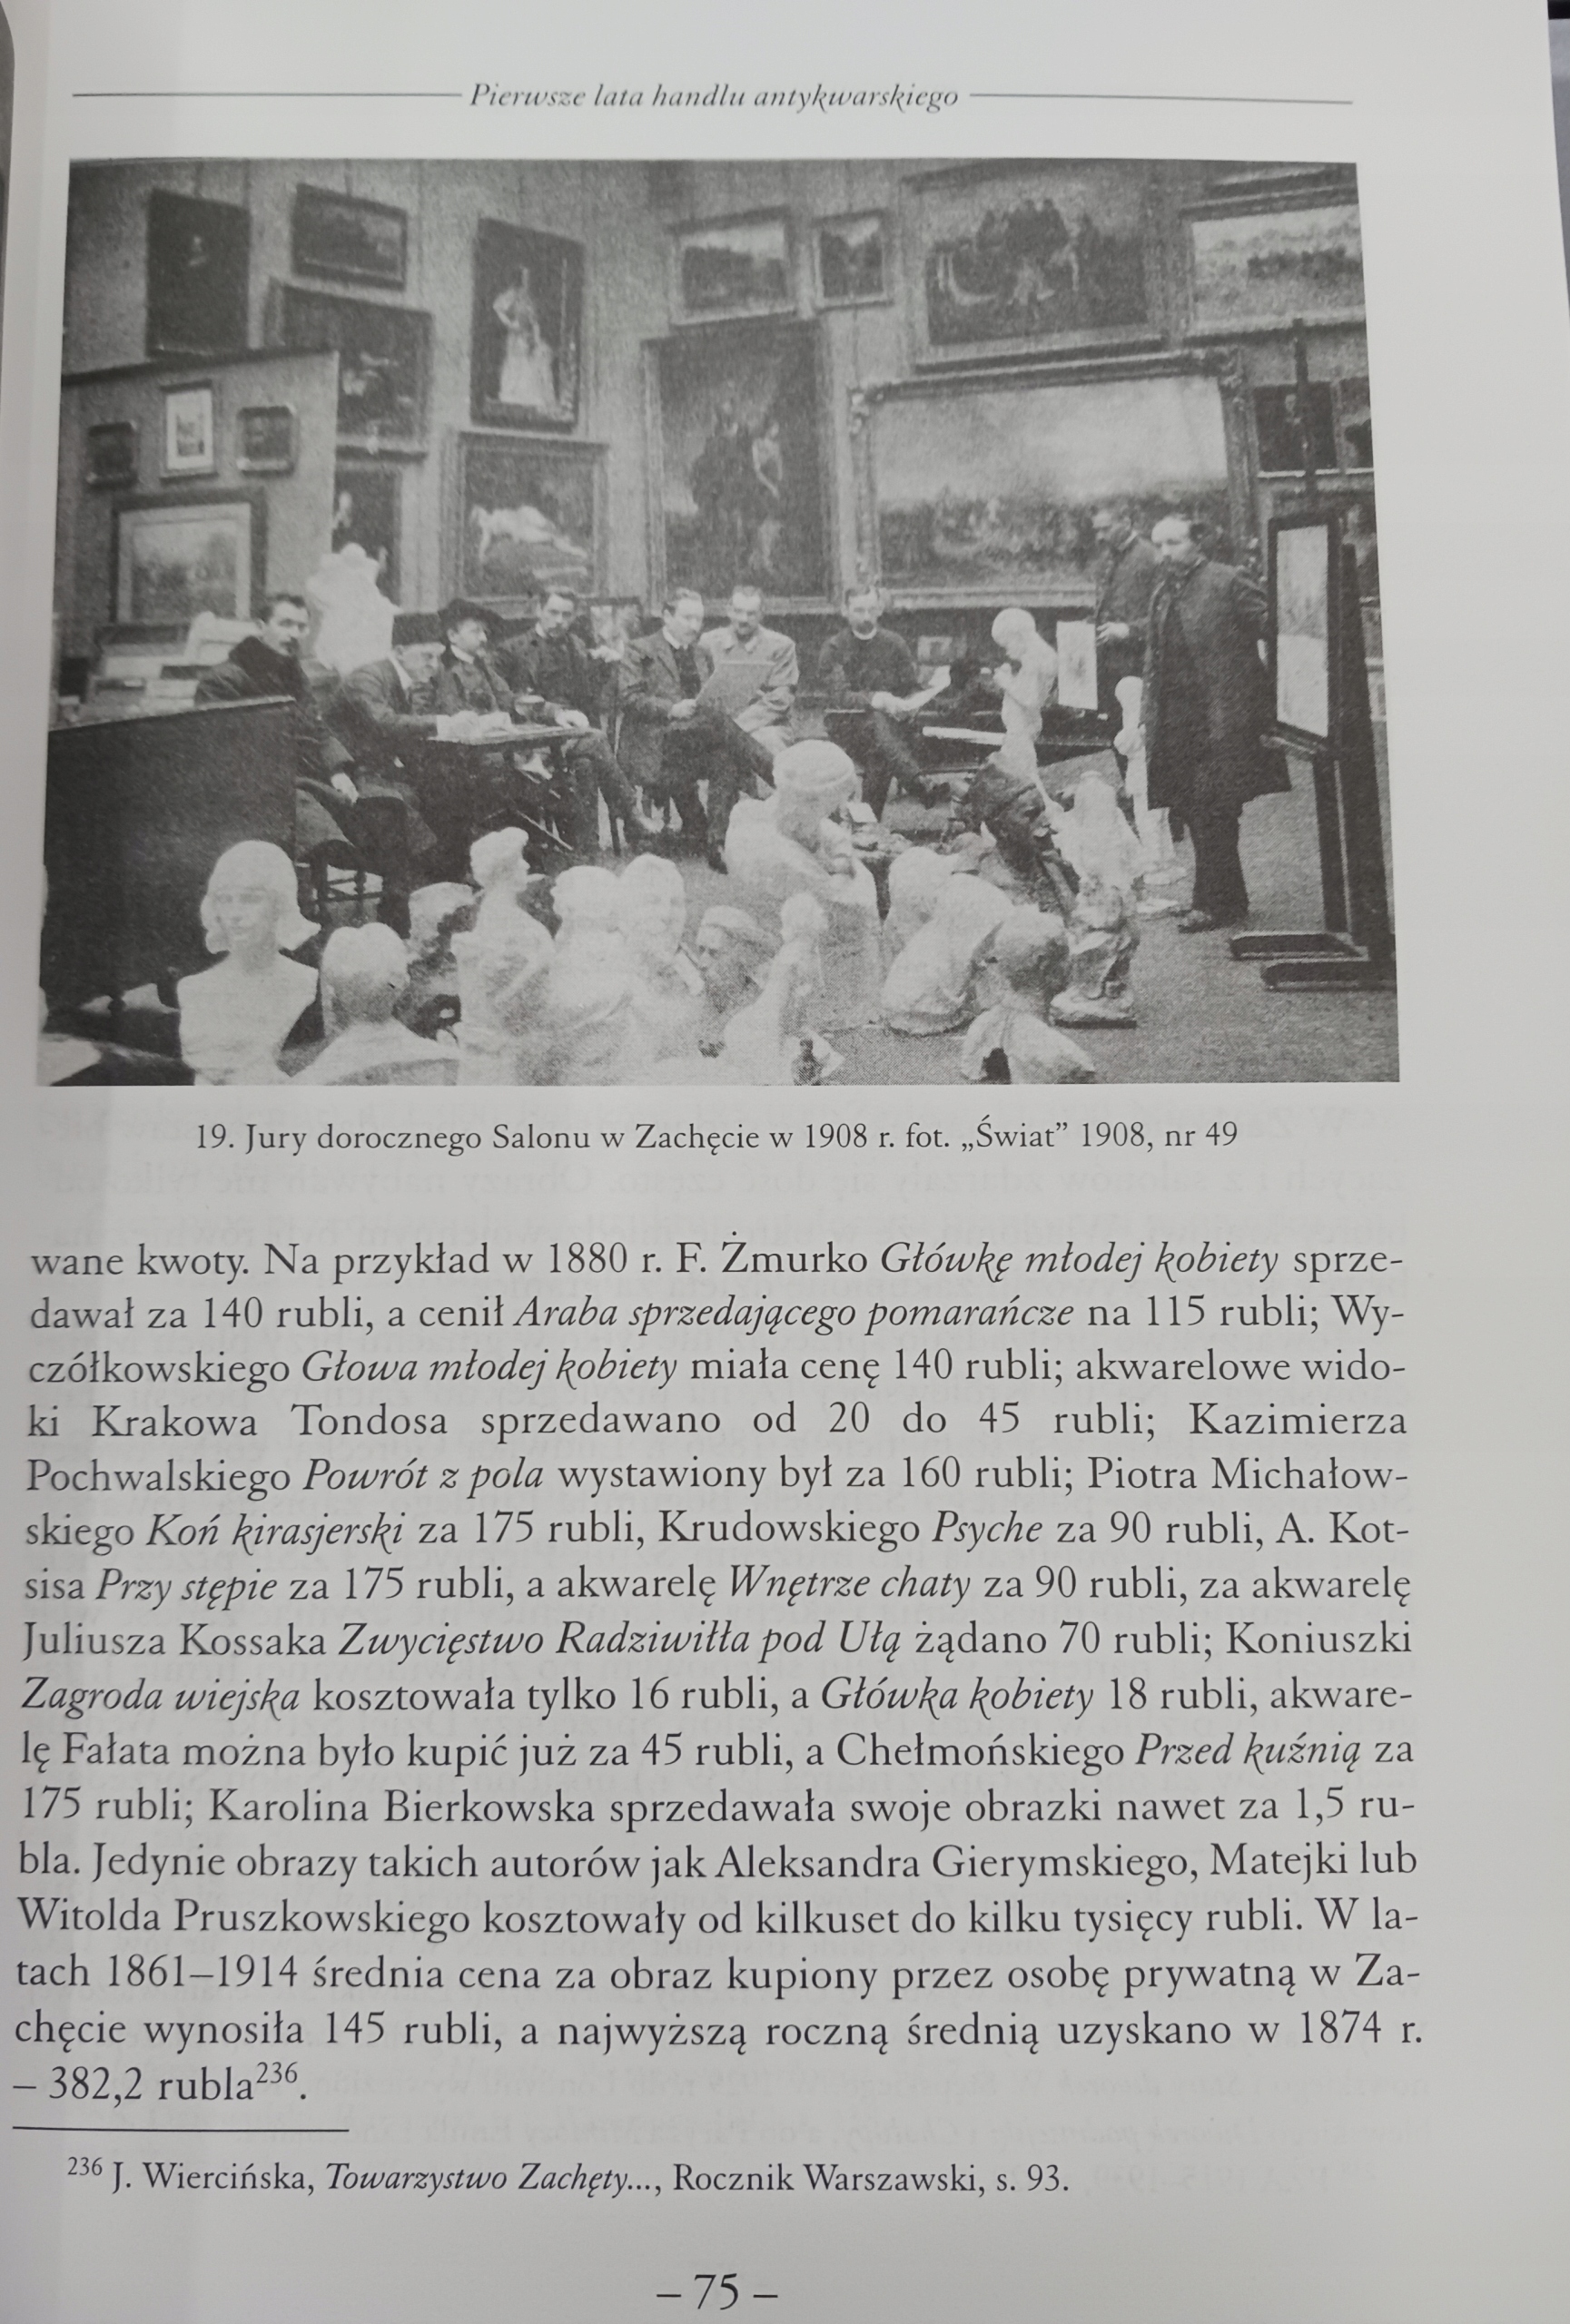 Pierwsze lata handlu antykwarskiego
19. Jury dorocznego Salonu w Zachęcie w 1908 r. fot. „Świat” 1908, nr 49
wane kwoty. Na przykład w 1880 r. F. Żmurko Główkę młodej kobiety sprze-
dawał za 140 rubli, a cenił Araba sprzedającego pomarańcze na 115 rubli; Wy-
czółkowskiego Głowa młodej kobiety miała cenę 140 rubli; akwarelowe wido-
ki Krakowa Tondosa sprzedawano od 20 do 45 rubli; Kazimierza
Pochwalskiego Powrót z pola wystawiony był za 160 rubli; Piotra Michałow-
skiego Koń kirasjerski za 175 rubli, Krudowskiego Psyche za 90 rubli, A. Kot-
sisa Przy stępie za 175 rubli, a akwarelę Wnętrze chaty za 90 rubli, za akwarelę
Juliusza Kossaka Zwycięstwo Radziwiłła pod Ułą żądano 70 rubli; Koniuszki
Zagroda wiejska kosztowała tylko 16 rubli, a Główka kobiety 18 rubli, akware-
lę Fałata można było kupić już za 45 rubli, a Chełmońskiego Przed kuźnią za
175 rubli; Karolina Bierkowska sprzedawała swoje obrazki nawet za 1,5 ru-
bla. Jedynie obrazy takich autorów jak Aleksandra Gierymskiego, Matejki lub
Witolda Pruszkowskiego kosztowały od kilkuset do kilku tysięcy rubli. W la-
tach 1861–1914 średnia cena za obraz kupiony przez osobę prywatną w Za-
chęcie wynosiła 145 rubli, a najwyższą roczną średnią uzyskano w 1874 r.
– 382,2 rubla236.
236 J. Wiercińska, Towarzystwo Zachęty..., Rocznik Warszawski, s. 93.
– 75 –